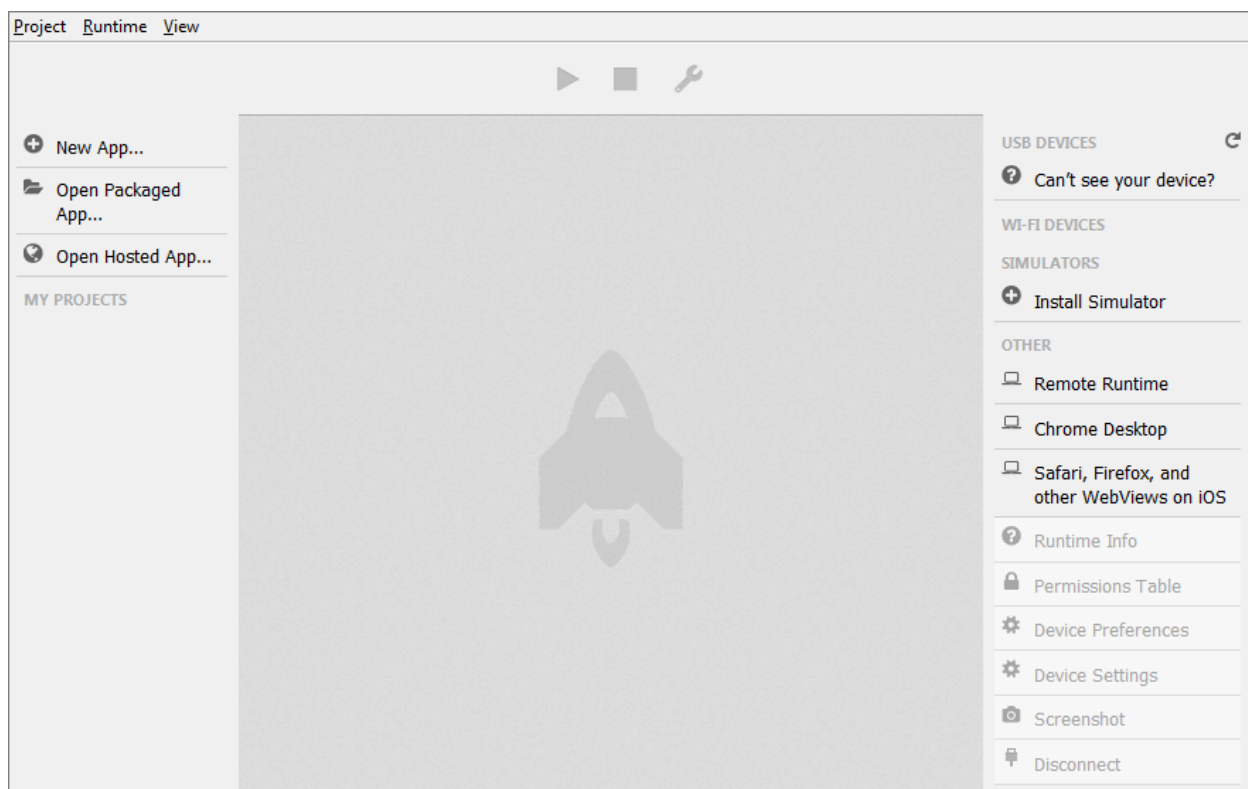 Project Runtime View
New App...
Open Packaged
App...
Open Hosted App...
MY PROJECTS
USB DEVICES
Can't see your device?
WI-FI DEVICES
SIMULATORS
Install Simulator
OTHER
Remote Runtime
Chrome Desktop
Safari, Firefox, and
other WebViews on iOS
Runtime Info
Permissions Table
Device Preferences
Device Settings
Screenshot
Disconnect